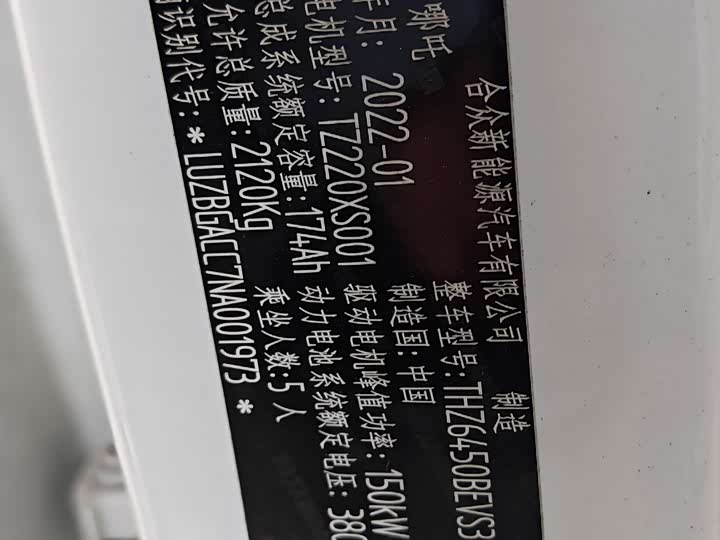 合众新能源汽车有限公司 制造
哪吒 整车型号:THZ6450BEVS3
年月: 2022-01 制造国:中国
电机型号:TZ220XS001 驱动电机峰值功率:150kW
总成系统额定容量:174Ah 动力电池系统额定电压: 380
允许总质量:2120Kg 乘坐人数:5人
识别代号:*LUZBGACC7NA001973*